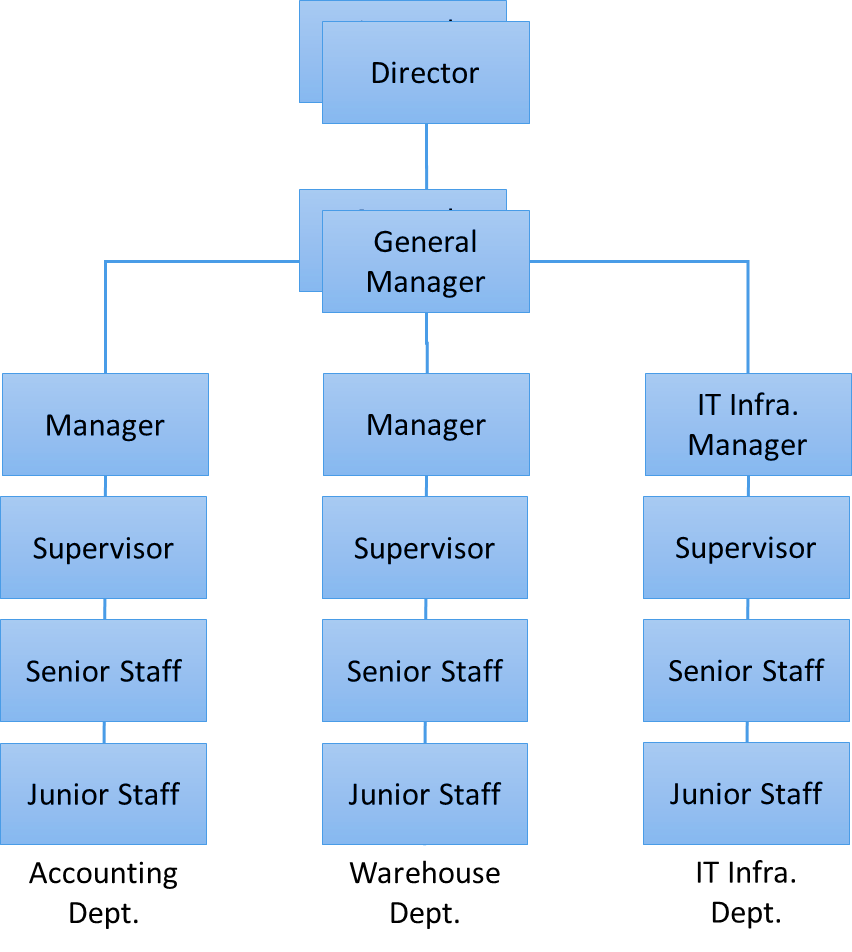 Director
General
Manager
Manager
Manager
IT Infra.
Manager
Supervisor
Supervisor
Supervisor
Senior Staff
Senior Staff
Senior Staff
Junior Staff
Junior Staff
Junior Staff
Accounting
Dept.
Warehouse
Dept.
IT Infra.
Dept.